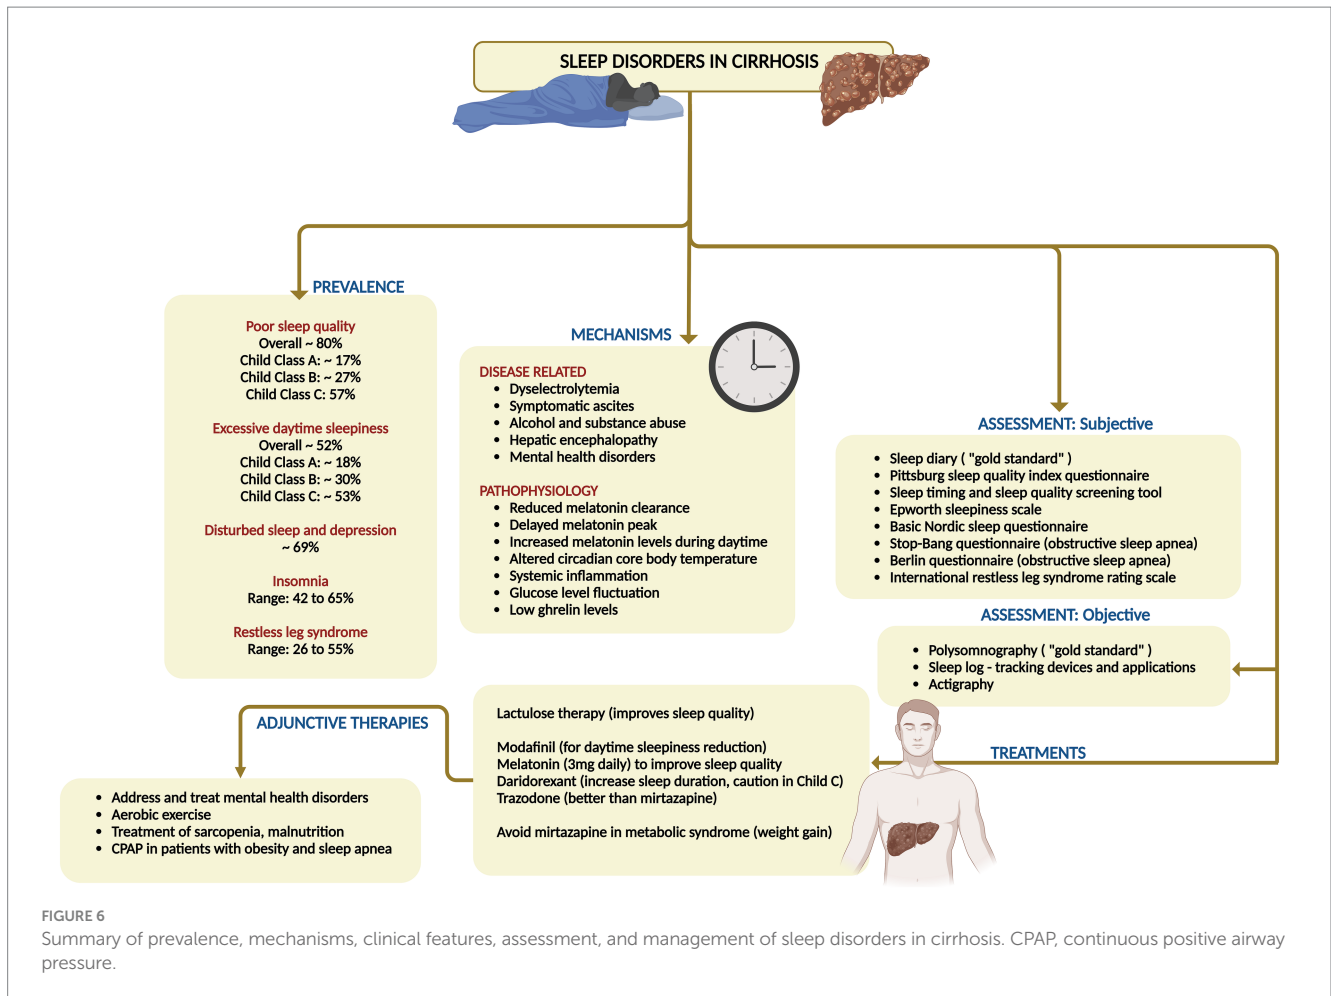 SLEEP DISORDERS IN CIRRHOSIS
PREVALENCE
Poor sleep quality
Overall ~ 80%
Child Class A: ~ 17%
Child Class B: ~ 27%
Child Class C: 57%
Excessive daytime sleepiness
Overall ~ 52%
Child Class A: ~ 18%
Child Class B: ~ 30%
Child Class C: ~ 53%
Disturbed sleep and depression
~ 69%
Insomnia
Range: 42 to 65%
Restless leg syndrome
Range: 26 to 55%
MECHANISMS
DISEASE RELATED
• Dyselectrolytemia
• Symptomatic ascites
• Alcohol and substance abuse
• Hepatic encephalopathy
• Mental health disorders
PATHOPHYSIOLOGY
• Reduced melatonin clearance
• Delayed melatonin peak
• Increased melatonin levels during daytime
• Altered circadian core body temperature
• Systemic inflammation
• Glucose level fluctuation
• Low ghrelin levels
ASSESSMENT: Subjective
• Sleep diary ( "gold standard" )
• Pittsburg sleep quality index questionnaire
• Sleep timing and sleep quality screening tool
• Epworth sleepiness scale
• Basic Nordic sleep questionnaire
• Stop-Bang questionnaire (obstructive sleep apnea)
• Berlin questionnaire (obstructive sleep apnea)
• International restless leg syndrome rating scale
ASSESSMENT: Objective
• Polysomnography ( "gold standard" )
• Sleep log - tracking devices and applications
• Actigraphy
TREATMENTS
Lactulose therapy (improves sleep quality)
Modafinil (for daytime sleepiness reduction)
Melatonin (3mg daily) to improve sleep quality
Daridorexant (increase sleep duration, caution in Child C)
Trazodone (better than mirtazapine)
Avoid mirtazapine in metabolic syndrome (weight gain)
ADJUNCTIVE THERAPIES
• Address and treat mental health disorders
• Aerobic exercise
• Treatment of sarcopenia, malnutrition
• CPAP in patients with obesity and sleep apnea
FIGURE 6
Summary of prevalence, mechanisms, clinical features, assessment, and management of sleep disorders in cirrhosis. CPAP, continuous positive airway
pressure.